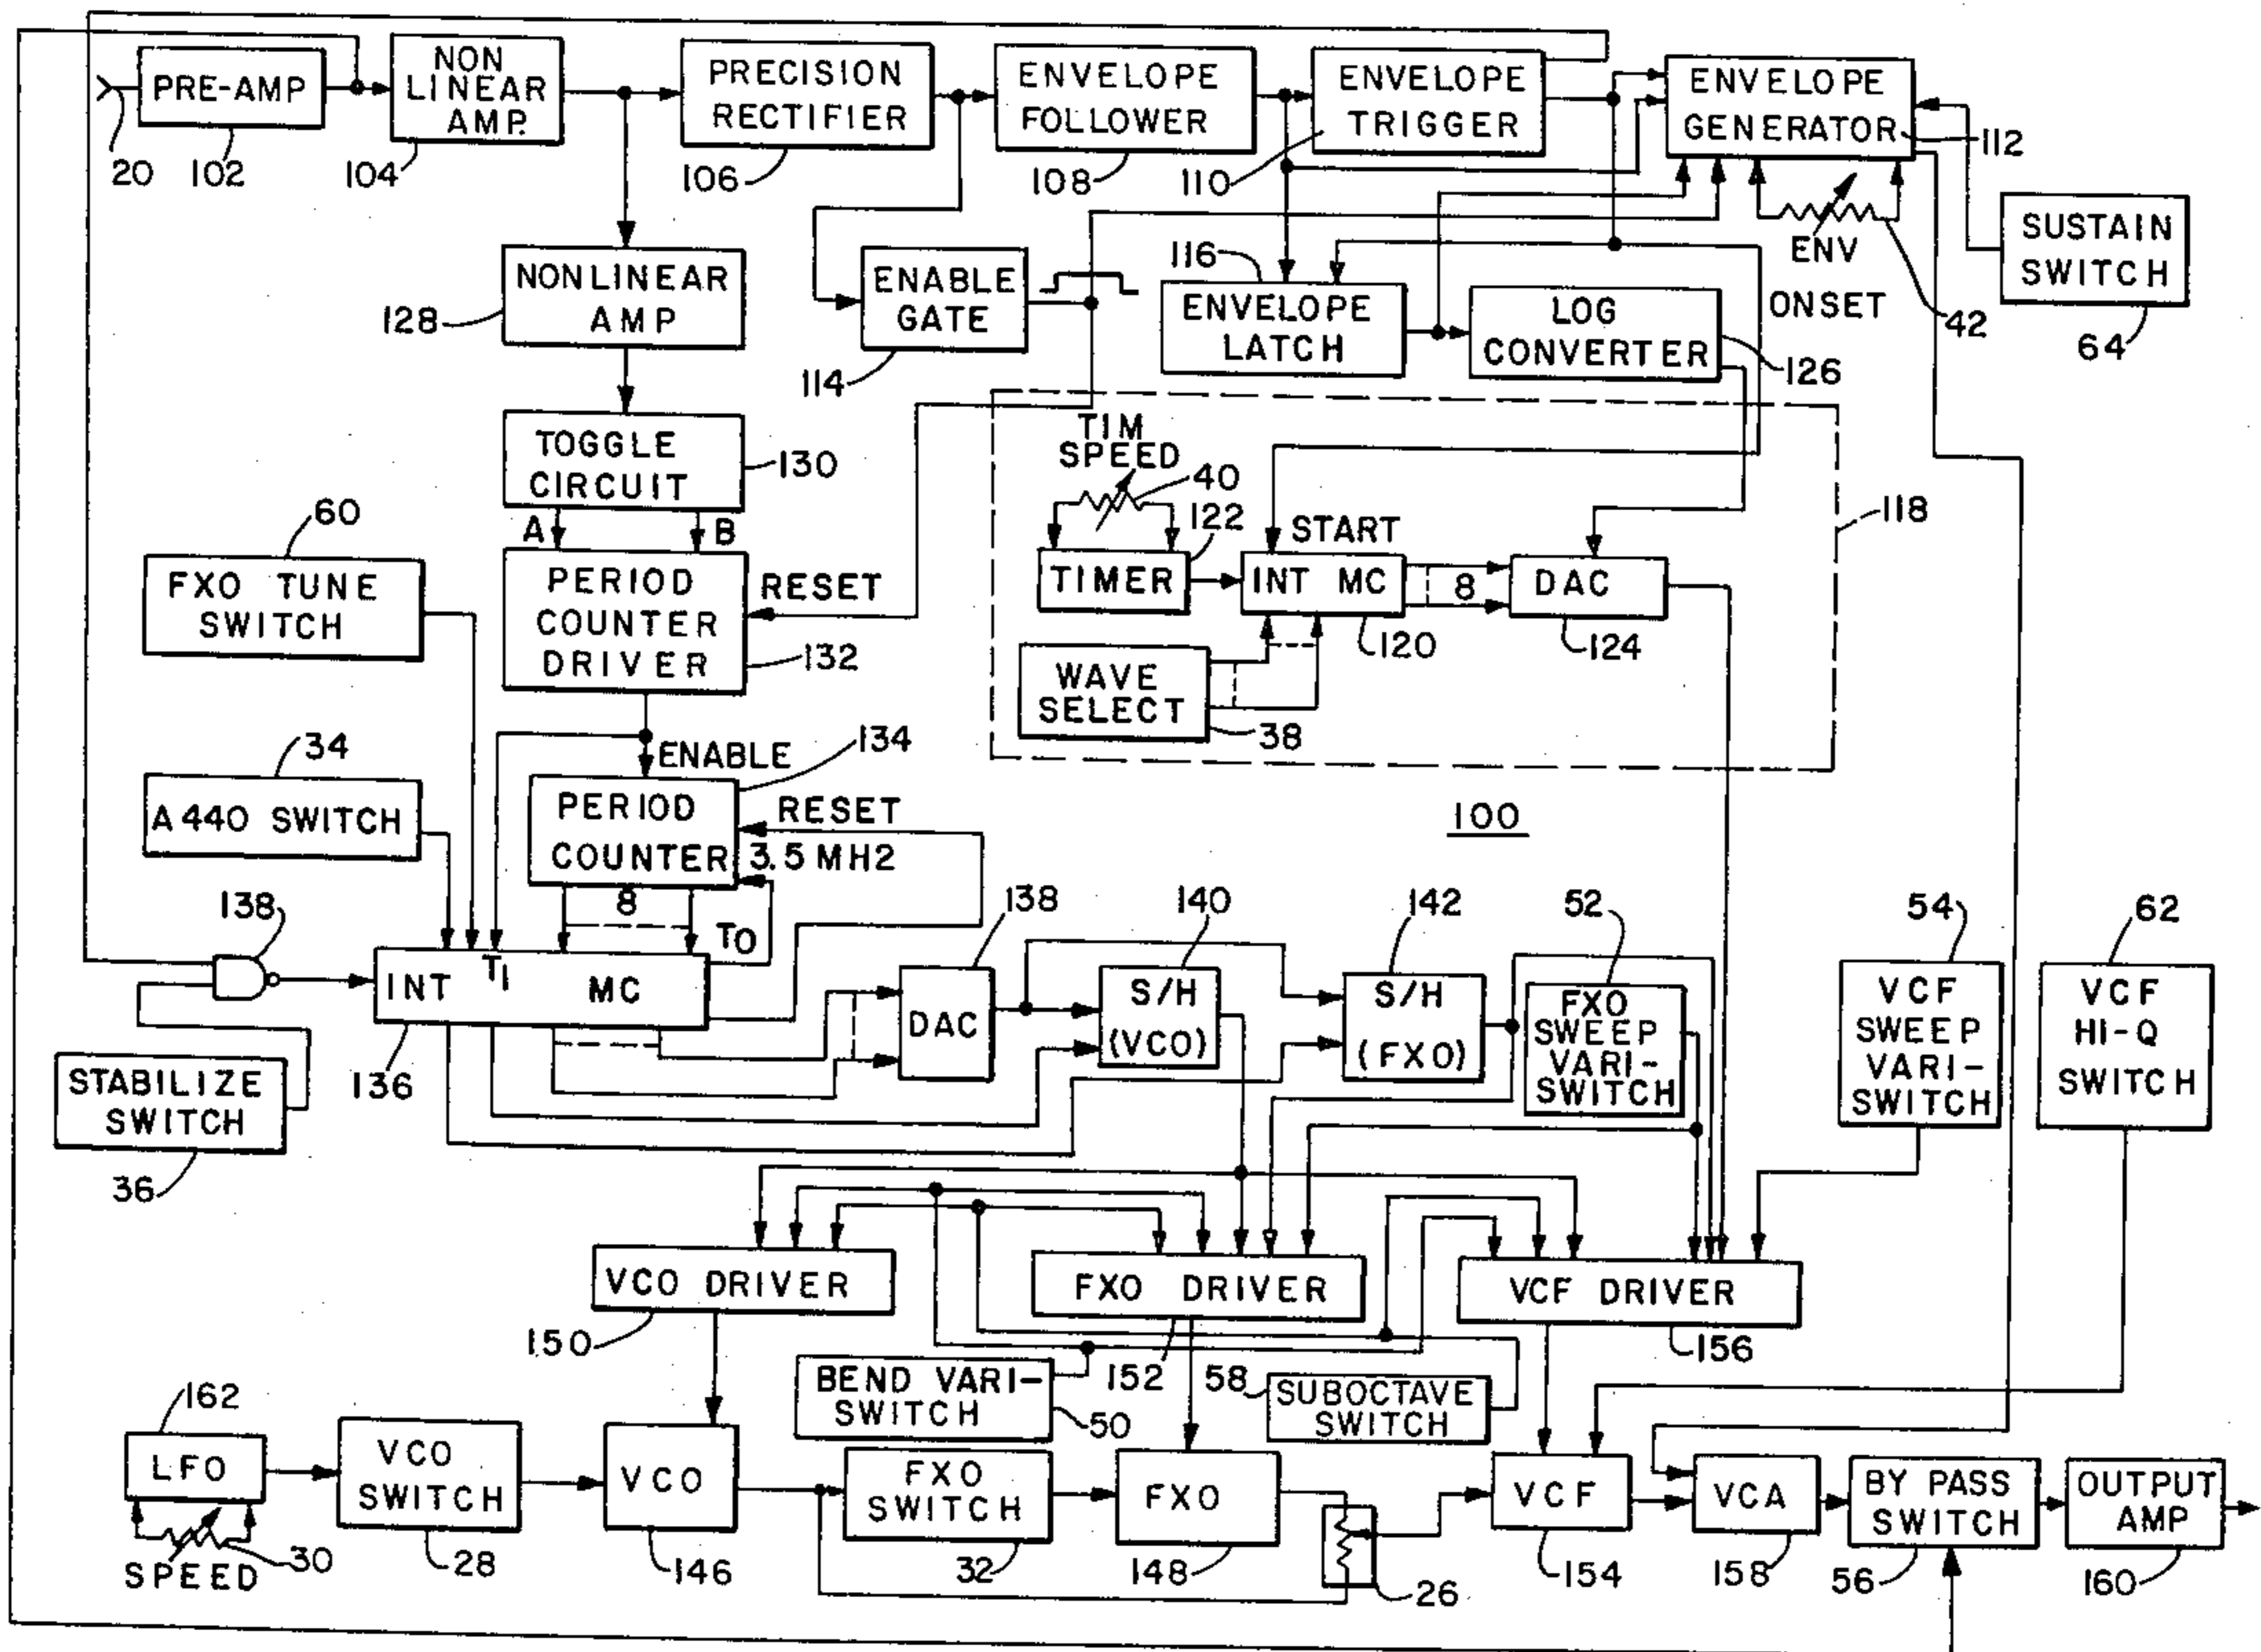 PRE-AMP
20
102
NON
LINEAR
AMP.
104
PRECISION
RECTIFIER
106
ENVELOPE
FOLLOWER
108
ENVELOPE
TRIGGER
110
ENVELOPE
GENERATOR
112
ENV
ONSET
42
SUSTAIN
SWITCH
64
NONLINEAR
AMP
128
ENABLE
GATE
114
116
ENVELOPE
LATCH
LOG
CONVERTER
126
TOGGLE
CIRCUIT
130
A
B
TIM
SPEED
40
122
118
START
TIMER
INT MC
8
DAC
120
124
WAVE
SELECT
38
60
FXO TUNE
SWITCH
PERIOD
COUNTER
DRIVER
RESET
132
34
A440 SWITCH
ENABLE
134
PERIOD
COUNTER
RESET
3.5 MH2
8
TO
100
138
INT
T1
MC
136
STABILIZE
SWITCH
36
138
DAC
140
S/H
(VCO)
142
S/H
(FXO)
52
FXO
SWEEP
VARI-
SWITCH
54
VCF
SWEEP
VARI-
SWITCH
62
VCF
HI-Q
SWITCH
VCO DRIVER
150
FXO DRIVER
152
VCF DRIVER
156
BEND VARI-
SWITCH
50
58
SUBOCTAVE
SWITCH
162
LFO
SPEED
30
VCO
SWITCH
28
VCO
146
FXO
SWITCH
32
FXO
148
26
VCF
154
VCA
158
BY PASS
SWITCH
56
OUTPUT
AMP
160